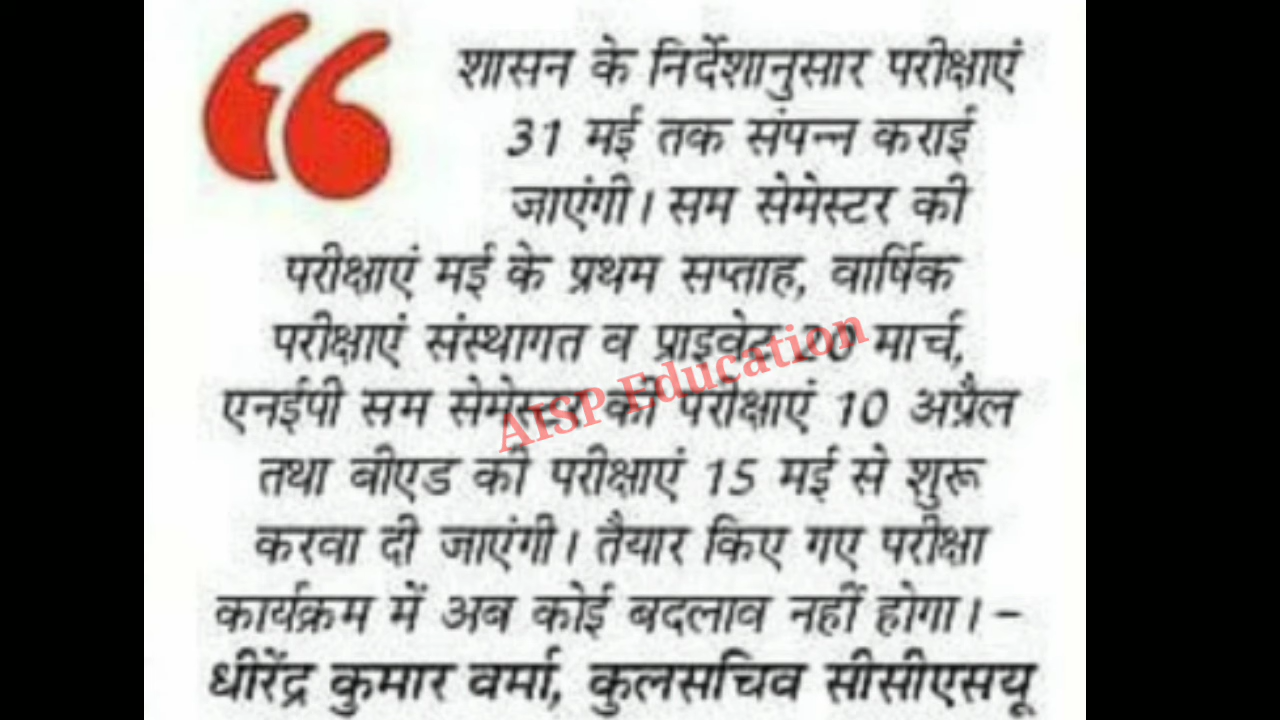 शासन के निर्देशानुसार परीक्षाएं
31 मई तक संपन्न कराई
जाएंगी। सम सेमेस्टर की
परीक्षाएं मई के प्रथम सप्ताह, वार्षिक
परीक्षाएं संस्थागत व प्राइवेट 20 मार्च,
एनईपी सम सेमेस्टर की परीक्षाएं 10 अप्रैल
तथा बीएड की परीक्षाएं 15 मई से शुरू
करवा दी जाएंगी। तैयार किए गए परीक्षा
कार्यक्रम में अब कोई बदलाव नहीं होगा। –
धीरेंद्र कुमार वर्मा, कुलसचिव सीसीएसयू
AISP Education